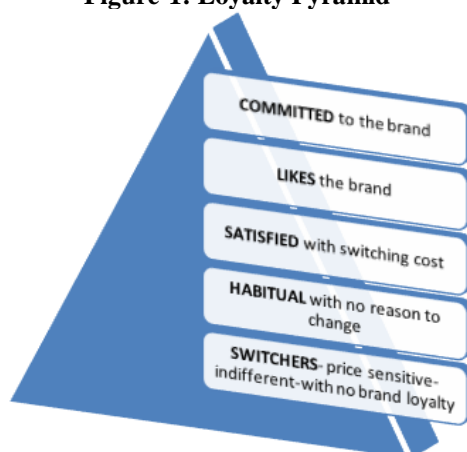 Figure 1: Loyalty Pyramid
COMMITTED to the brand
LIKES the brand
SATISFIED with switching cost
HABITUAL with no reason to
change
SWITCHERS- price sensitive-
indifferent-with no brand loyalty